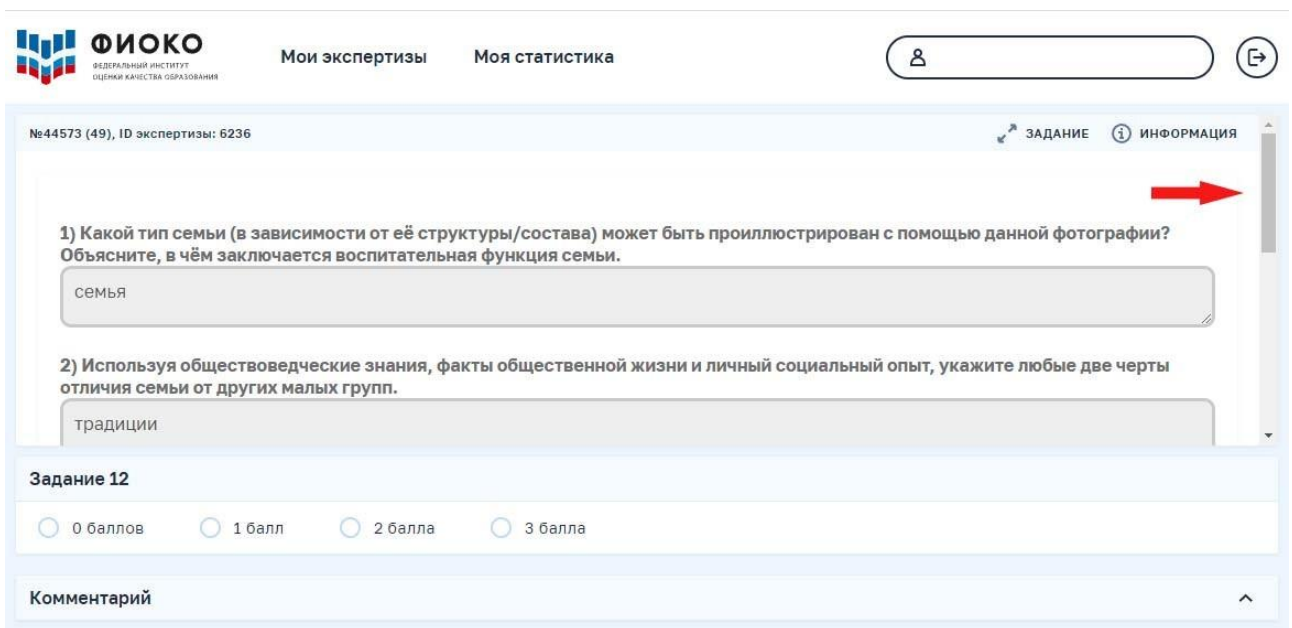 ФИОКО
ФЕДЕРАЛЬНЫЙ ИНСТИТУТ
ОЦЕНКИ КАЧЕСТВА ОБРАЗОВАНИЯ
Мои экспертизы
Моя статистика
№44573 (49), ID экспертизы: 6236
ЗАДАНИЕ
ИНФОРМАЦИЯ
1) Какой тип семьи (в зависимости от её структуры/состава) может быть проиллюстрирован с помощью данной фотографии?
Объясните, в чём заключается воспитательная функция семьи.
семья
2) Используя обществоведческие знания, факты общественной жизни и личный социальный опыт, укажите любые две черты
отличия семьи от других малых групп.
традиции
Задание 12
0 баллов
1 балл
2 балла
3 балла
Комментарий